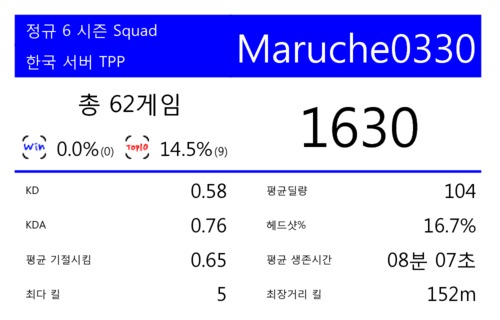 정규 6 시즌 Squad
한국 서버 TPP
Maruche0330
총 62게임
Win 0.0%(0) Top10 14.5%(9)
1630
KD 0.58
평균딜량 104
KDA 0.76
헤드샷% 16.7%
평균 기절시킴 0.65
평균 생존시간 08분 07초
최다 킬 5
최장거리 킬 152m